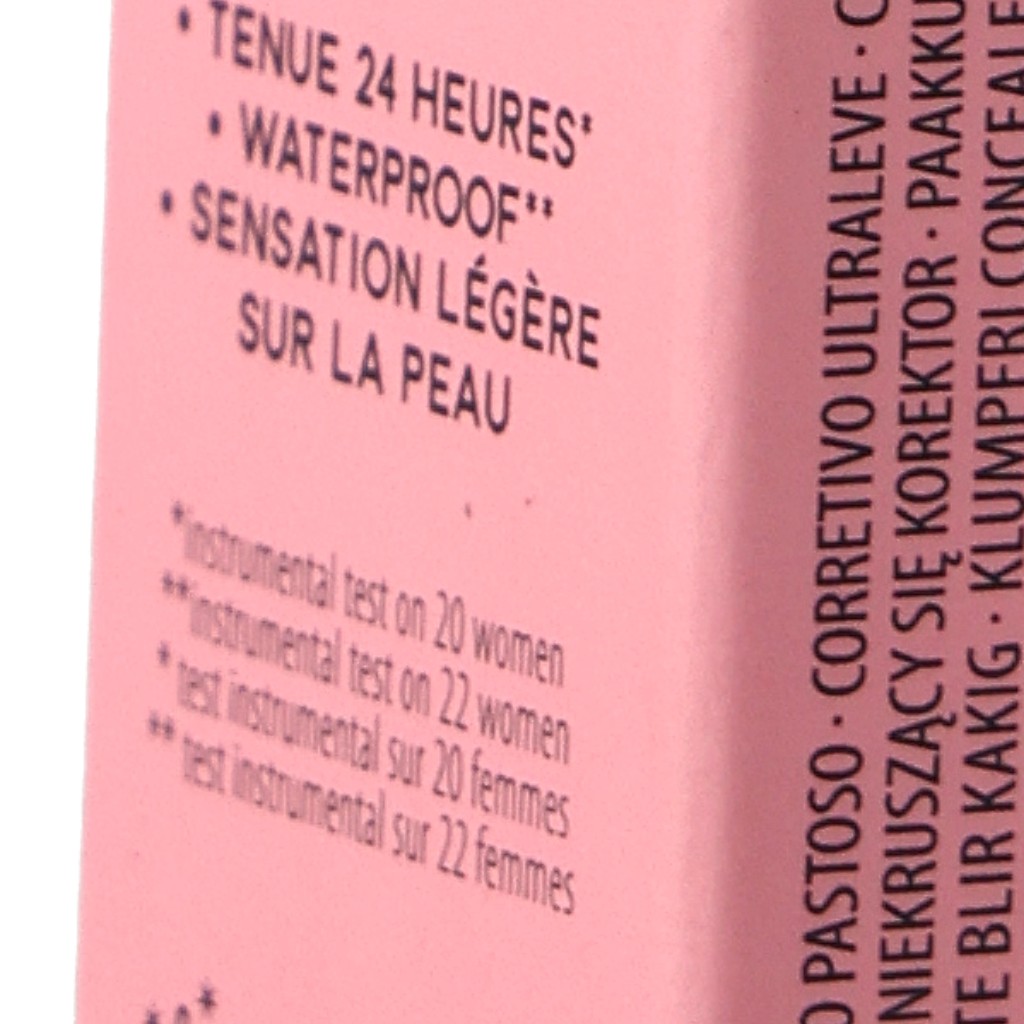 • TENUE 24 HEURES*
• WATERPROOF**
• SENSATION LÉGÈRE
SUR LA PEAU
*instrumental test on 20 women
**instrumental test on 22 women
* test instrumental sur 20 femmes
** test instrumental sur 22 femmes
PASTOSO · CORRETIVO ULTRALEVE ·
NIEKRUSZĄCY SIĘ KOREKTOR ·
BLIR KAKIG · KLUMPFRI